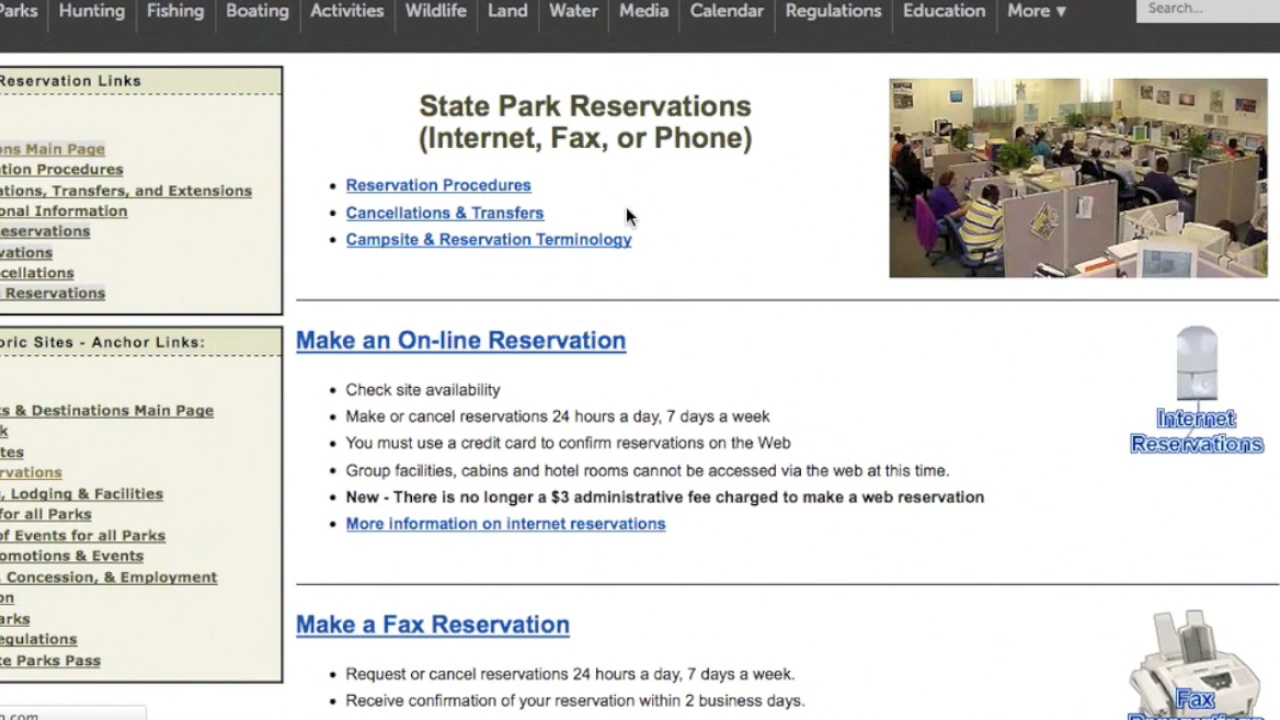 Parks Hunting Fishing Boating Activities Wildlife Land Water Media Calendar Regulations Education More ▼ Search...
Reservation Links
ons Main Page
tion Procedures
ations, Transfers, and Extensions
onal Information
eservations
vations
cellations
Reservations
oric Sites - Anchor Links:
ts & Destinations Main Page
k
tes
ervations
, Lodging & Facilities
for all Parks
of Events for all Parks
omotions & Events
, Concession, & Employment
on
arks
egulations
te Parks Pass
State Park Reservations
(Internet, Fax, or Phone)
• Reservation Procedures
• Cancellations & Transfers
• Campsite & Reservation Terminology
Make an On-line Reservation
• Check site availability
• Make or cancel reservations 24 hours a day, 7 days a week
• You must use a credit card to confirm reservations on the Web
• Group facilities, cabins and hotel rooms cannot be accessed via the web at this time.
• New - There is no longer a $3 administrative fee charged to make a web reservation
• More information on internet reservations
Internet
Reservations
Make a Fax Reservation
• Request or cancel reservations 24 hours a day, 7 days a week.
• Receive confirmation of your reservation within 2 business days.
Fax